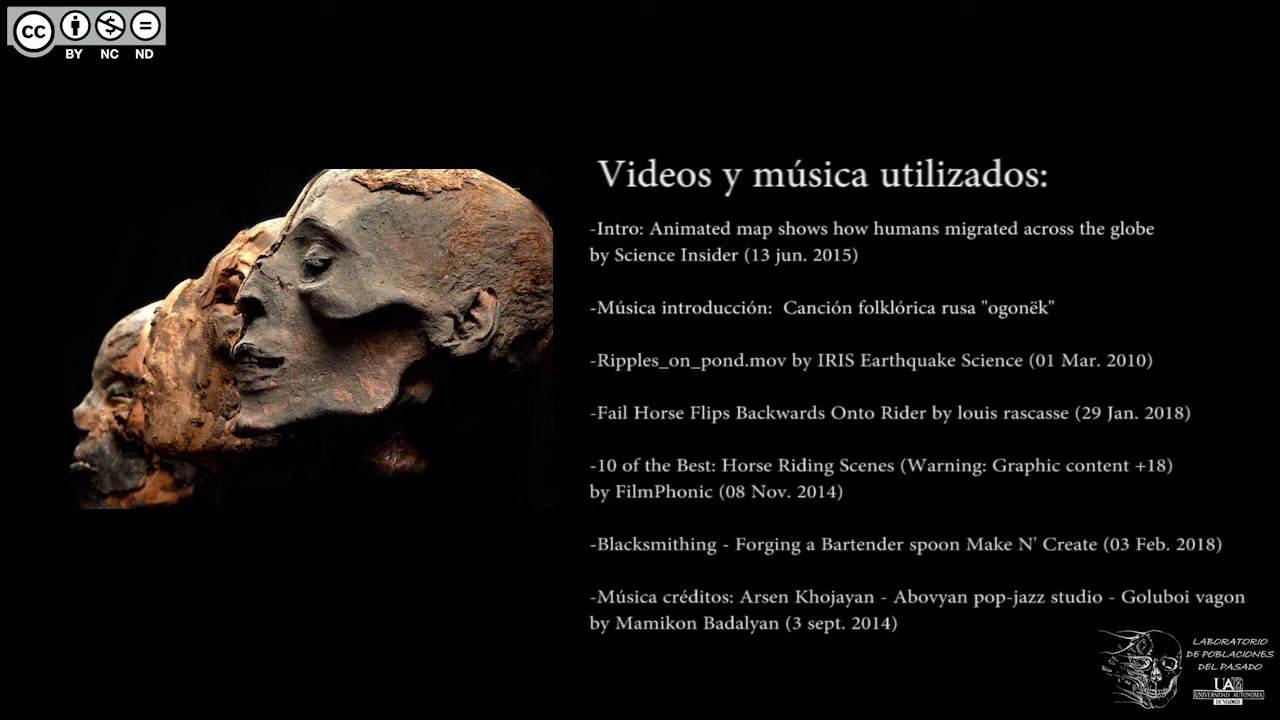 cc
BY NC ND
Videos y música utilizados:
-Intro: Animated map shows how humans migrated across the globe
by Science Insider (13 jun. 2015)
-Música introducción:  Canción folklórica rusa "ogonëk"
-Ripples_on_pond.mov by IRIS Earthquake Science (01 Mar. 2010)
-Fail Horse Flips Backwards Onto Rider by louis rascasse (29 Jan. 2018)
-10 of the Best: Horse Riding Scenes (Warning: Graphic content +18)
by FilmPhonic (08 Nov. 2014)
-Blacksmithing - Forging a Bartender spoon Make N' Create (03 Feb. 2018)
-Música créditos: Arsen Khojayan - Abovyan pop-jazz studio - Goluboi vagon
by Mamikon Badalyan (3 sept. 2014)
LABORATORIO
DE POBLACIONES
DEL PASADO
UAM
UNIVERSIDAD AUTONOMA
DE MADRID